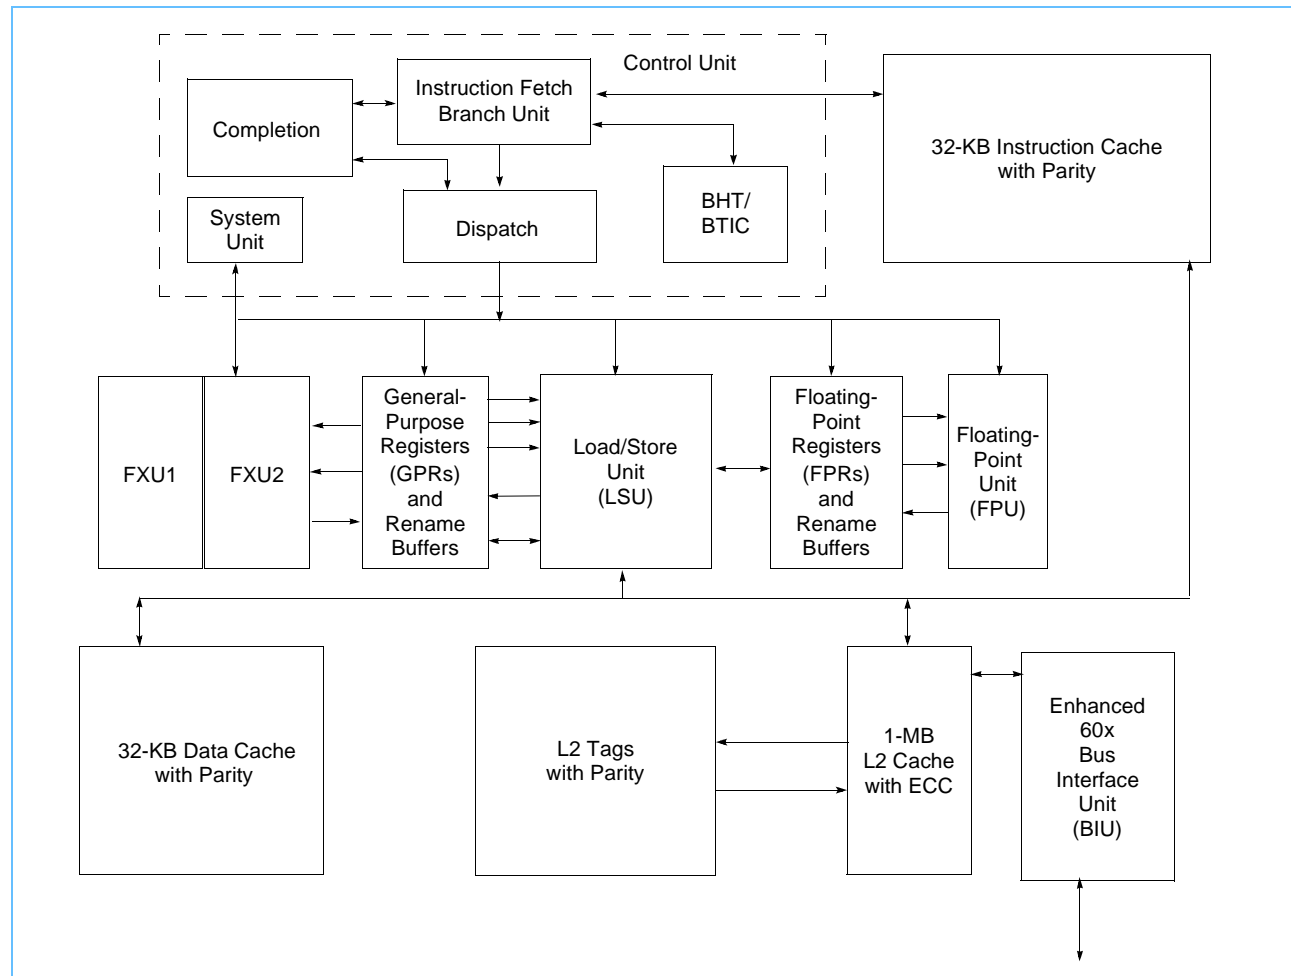 Control Unit
Instruction Fetch
Branch Unit
Completion
32-KB Instruction Cache
with Parity
BHT/
BTIC
System
Unit
Dispatch
FXU1
FXU2
General-
Purpose
Registers
(GPRs)
and
Rename
Buffers
Load/Store
Unit
(LSU)
Floating-
Point
Registers
(FPRs)
and
Rename
Buffers
Floating-
Point Unit
(FPU)
32-KB Data Cache
with Parity
L2 Tags
with Parity
1-MB
L2 Cache
with ECC
Enhanced
60x
Bus
Interface
Unit
(BIU)